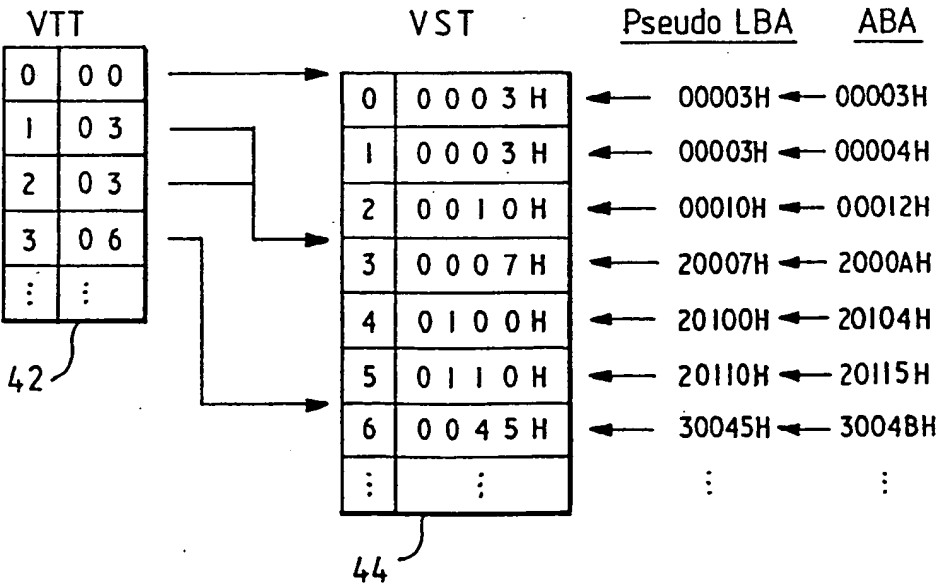 VTT
0 00
1 03
2 03
3 06
⋮ ⋮
42
VST
0 0003H
1 0003H
2 0010H
3 0007H
4 0100H
5 0110H
6 0045H
⋮ ⋮
44
Pseudo LBA ABA
00003H 00003H
00003H 00004H
00010H 00012H
20007H 2000AH
20100H 20104H
20110H 20115H
30045H 3004BH
⋮ ⋮